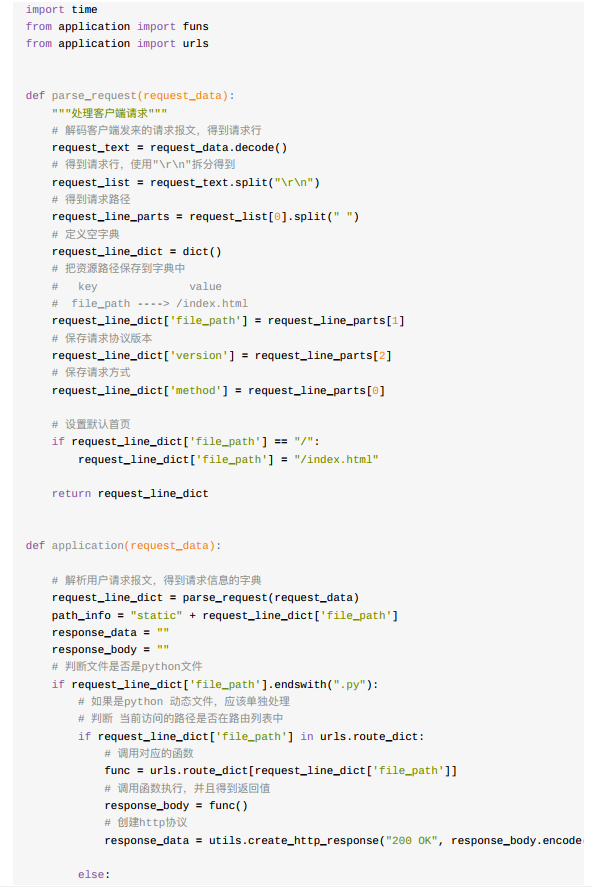 import time
from application import funs
from application import urls
def parse_request(request_data):
"""处理客户端请求"""
# 解码客户端发来的请求报文，得到请求行
request_text = request_data.decode()
# 得到请求行，使用"\r\n"拆分得到
request_list = request_text.split("\r\n")
# 得到请求路径
request_line_parts = request_list[0].split(" ")
# 定义空字典
request_line_dict = dict()
# 把资源路径保存到字典中
#   key              value
#  file_path ----> /index.html
request_line_dict['file_path'] = request_line_parts[1]
# 保存请求协议版本
request_line_dict['version'] = request_line_parts[2]
# 保存请求方式
request_line_dict['method'] = request_line_parts[0]
# 设置默认首页
if request_line_dict['file_path'] == "/":
request_line_dict['file_path'] = "/index.html"
return request_line_dict
def application(request_data):
# 解析用户请求报文，得到请求信息的字典
request_line_dict = parse_request(request_data)
path_info = "static" + request_line_dict['file_path']
response_data = ""
response_body = ""
# 判断文件是否是python文件
if request_line_dict['file_path'].endswith(".py"):
# 如果是python 动态文件，应该单独处理
# 判断 当前访问的路径是否在路由列表中
if request_line_dict['file_path'] in urls.route_dict:
# 调用对应的函数
func = urls.route_dict[request_line_dict['file_path']]
# 调用函数执行，并且得到返回值
response_body = func()
# 创建http协议
response_data = utils.create_http_response("200 OK", response_body.encode
else: